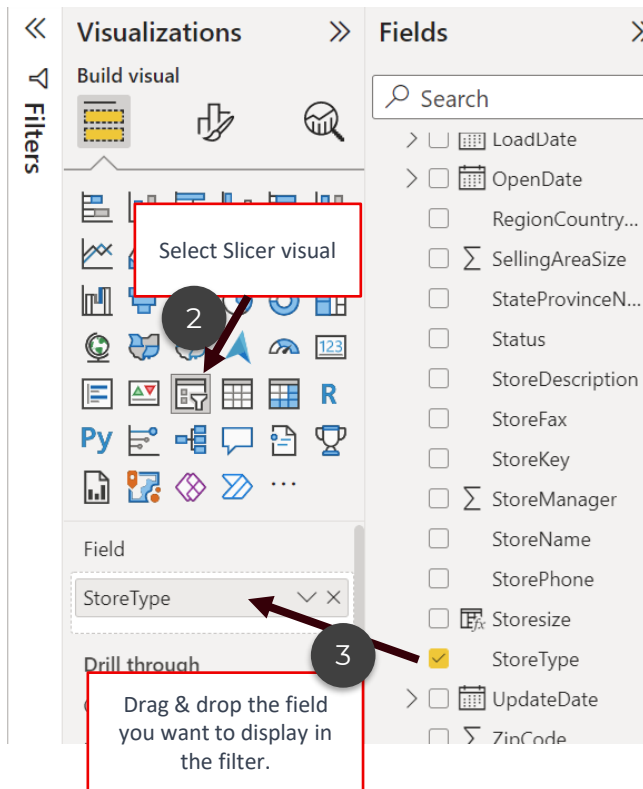 Visualizations
Fields
Filters
Build visual
Search
LoadDate
OpenDate
RegionCountry...
Select Slicer visual
SellingAreaSize
StateProvinceN...
2
Status
123
StoreDescription
R
StoreFax
Py
StoreKey
StoreManager
StoreName
Field
StorePhone
StoreType
Storesize
3
StoreType
Drill through
UpdateDate
Drag & drop the field
you want to display in
the filter.
ZipCode